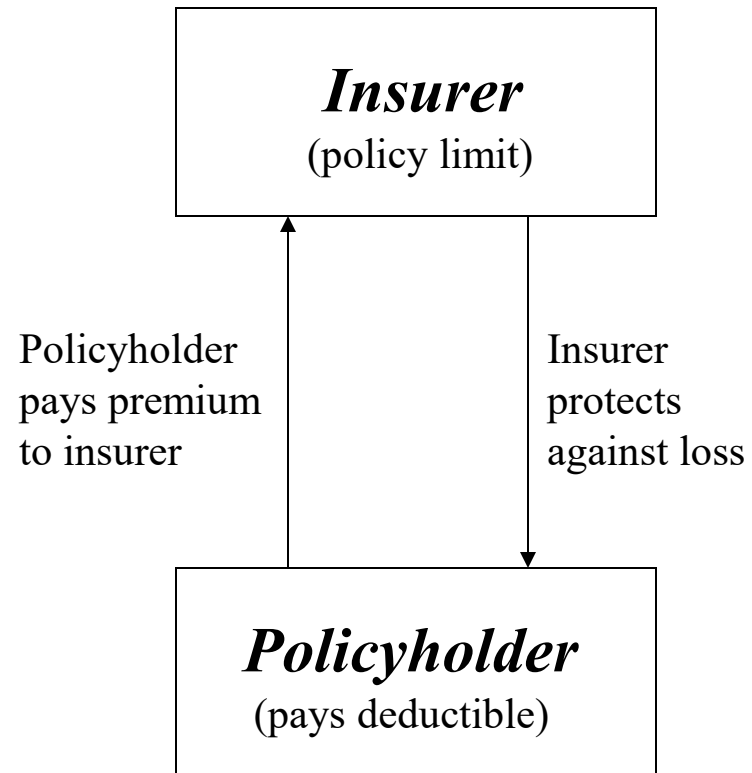 Insurer
(policy limit)
Policyholder
pays premium
to insurer
Insurer
protects
against loss
Policyholder
(pays deductible)